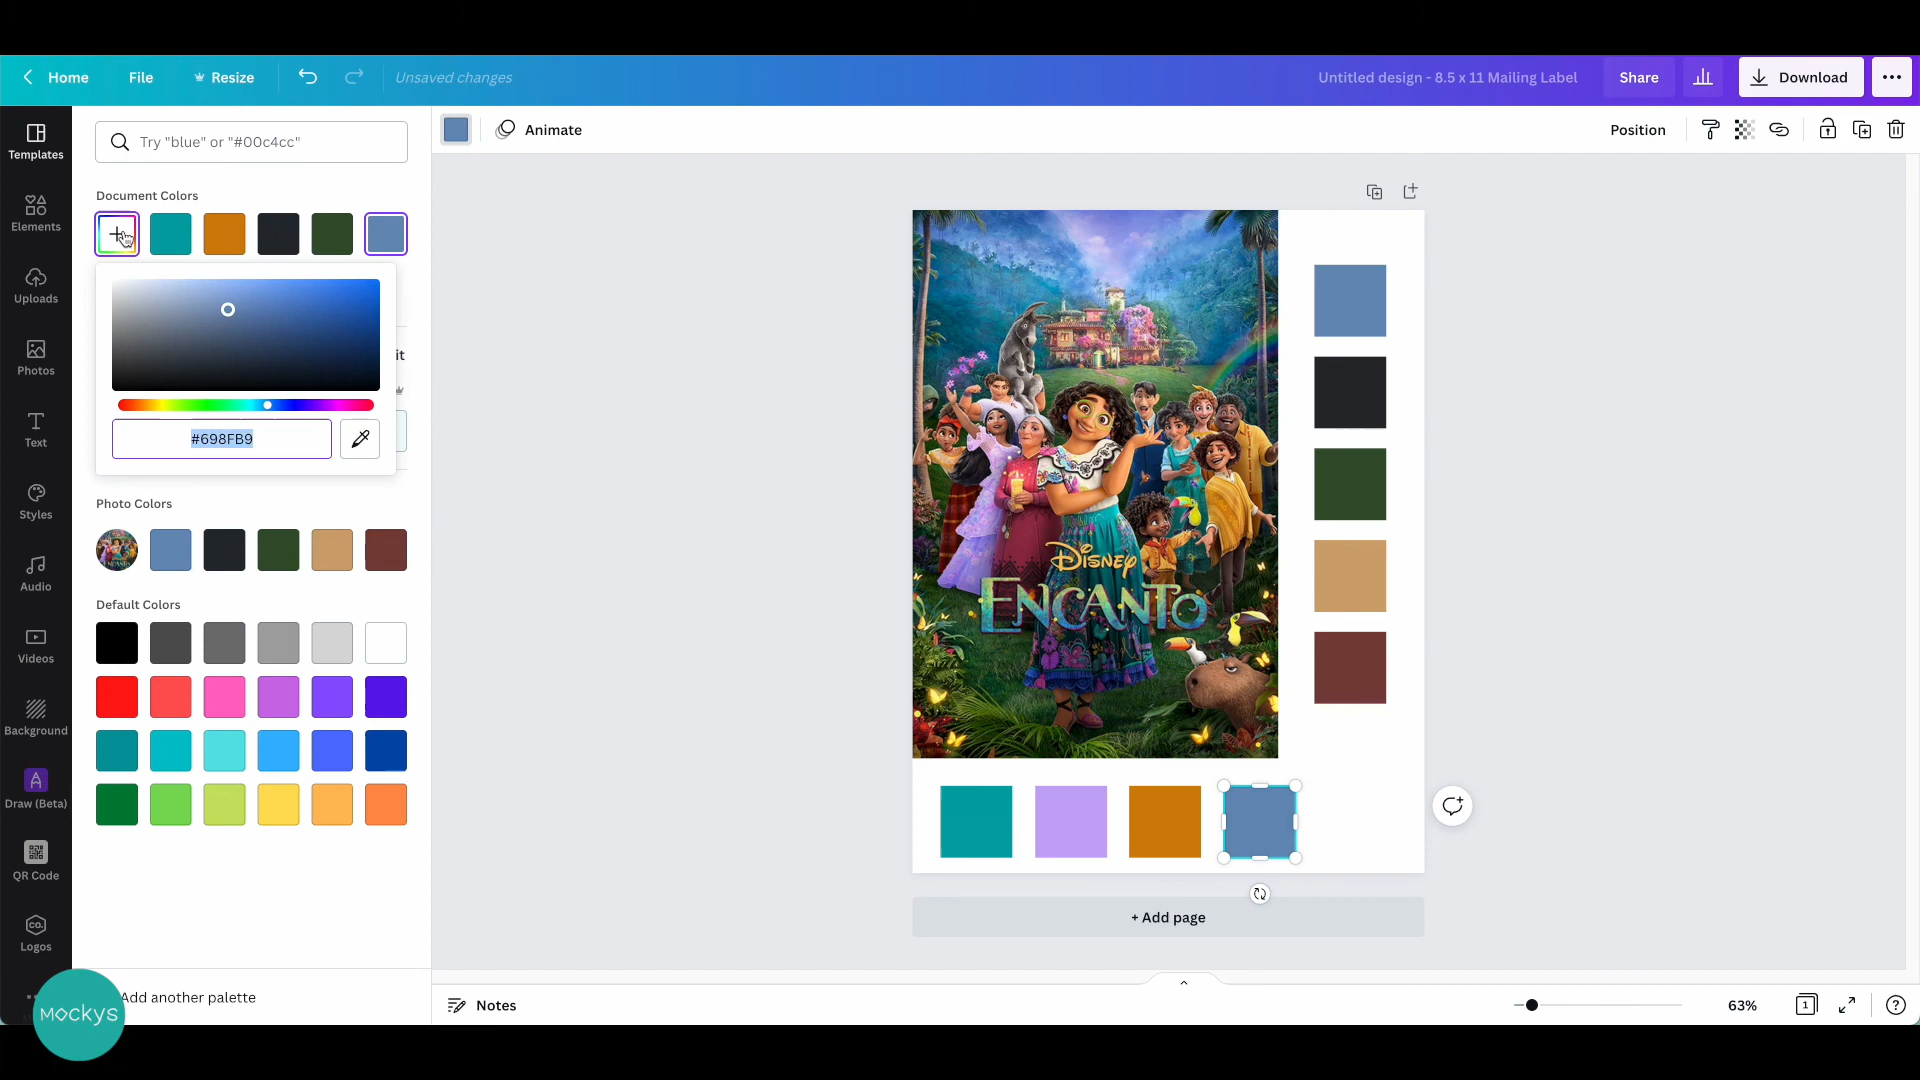 Home File Resize Unsaved changes Untitled design - 8.5 x 11 Mailing Label Share Download
Templates
Elements
Uploads
Photos
Text
Styles
Audio
Videos
Background
Draw (Beta)
QR Code
Logos
Try "blue" or "#00c4cc"
Document Colors
it
#698FB9
Photo Colors
Default Colors
Add another palette
MOCKYS
Animate Position
DISNEY
ENCANTO
+ Add page
Notes 63% 1